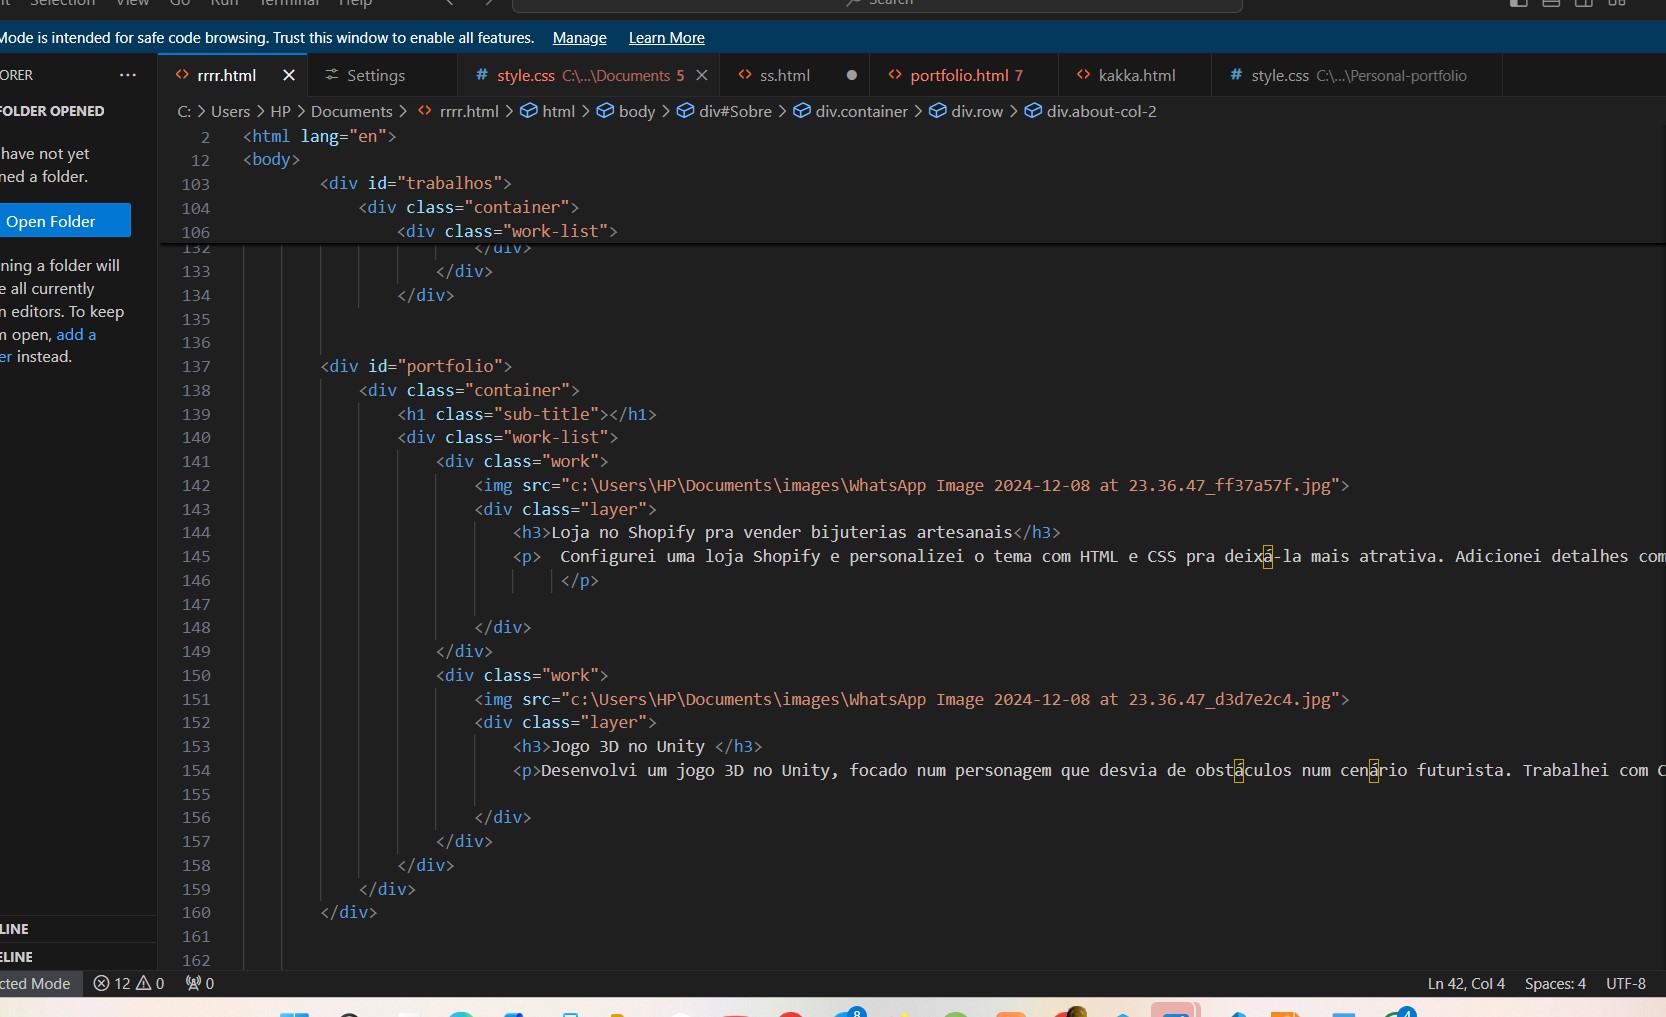 Selection View Go Run Terminal Help Search
Mode is intended for safe code browsing. Trust this window to enable all features. Manage Learn More
ORER ··· rrrr.html Settings # style.css C:\...\Documents 5 ss.html portfolio.html 7 kakka.html # style.css C:\...\Personal-portfolio
FOLDER OPENED
C: > Users > HP > Documents > rrrr.html > html > body > div#Sobre > div.container > div.row > div.about-col-2
have not yet
ned a folder.
Open Folder
ning a folder will
e all currently
n editors. To keep
m open, add a
er instead.
2 <html lang="en">
12 <body>
103 <div id="trabalhos">
104 <div class="container">
106 <div class="work-list">
132 </div>
133 </div>
134 </div>
135
136
137 <div id="portfolio">
138 <div class="container">
139 <h1 class="sub-title"></h1>
140 <div class="work-list">
141 <div class="work">
142 <img src="c:\Users\HP\Documents\images\WhatsApp Image 2024-12-08 at 23.36.47_ff37a57f.jpg">
143 <div class="layer">
144 <h3>Loja no Shopify pra vender bijuterias artesanais</h3>
145 <p> Configurei uma loja Shopify e personalizei o tema com HTML e CSS pra deixá-la mais atrativa. Adicionei detalhes com
146 </p>
147
148 </div>
149 </div>
150 <div class="work">
151 <img src="c:\Users\HP\Documents\images\WhatsApp Image 2024-12-08 at 23.36.47_d3d7e2c4.jpg">
152 <div class="layer">
153 <h3>Jogo 3D no Unity </h3>
154 <p>Desenvolvi um jogo 3D no Unity, focado num personagem que desvia de obstáculos num cenário futurista. Trabalhei com C
155
156 </div>
157 </div>
158 </div>
159 </div>
160 </div>
161
162
LINE
ELINE
cted Mode 12 0 0 Ln 42, Col 4 Spaces: 4 UTF-8
8 4